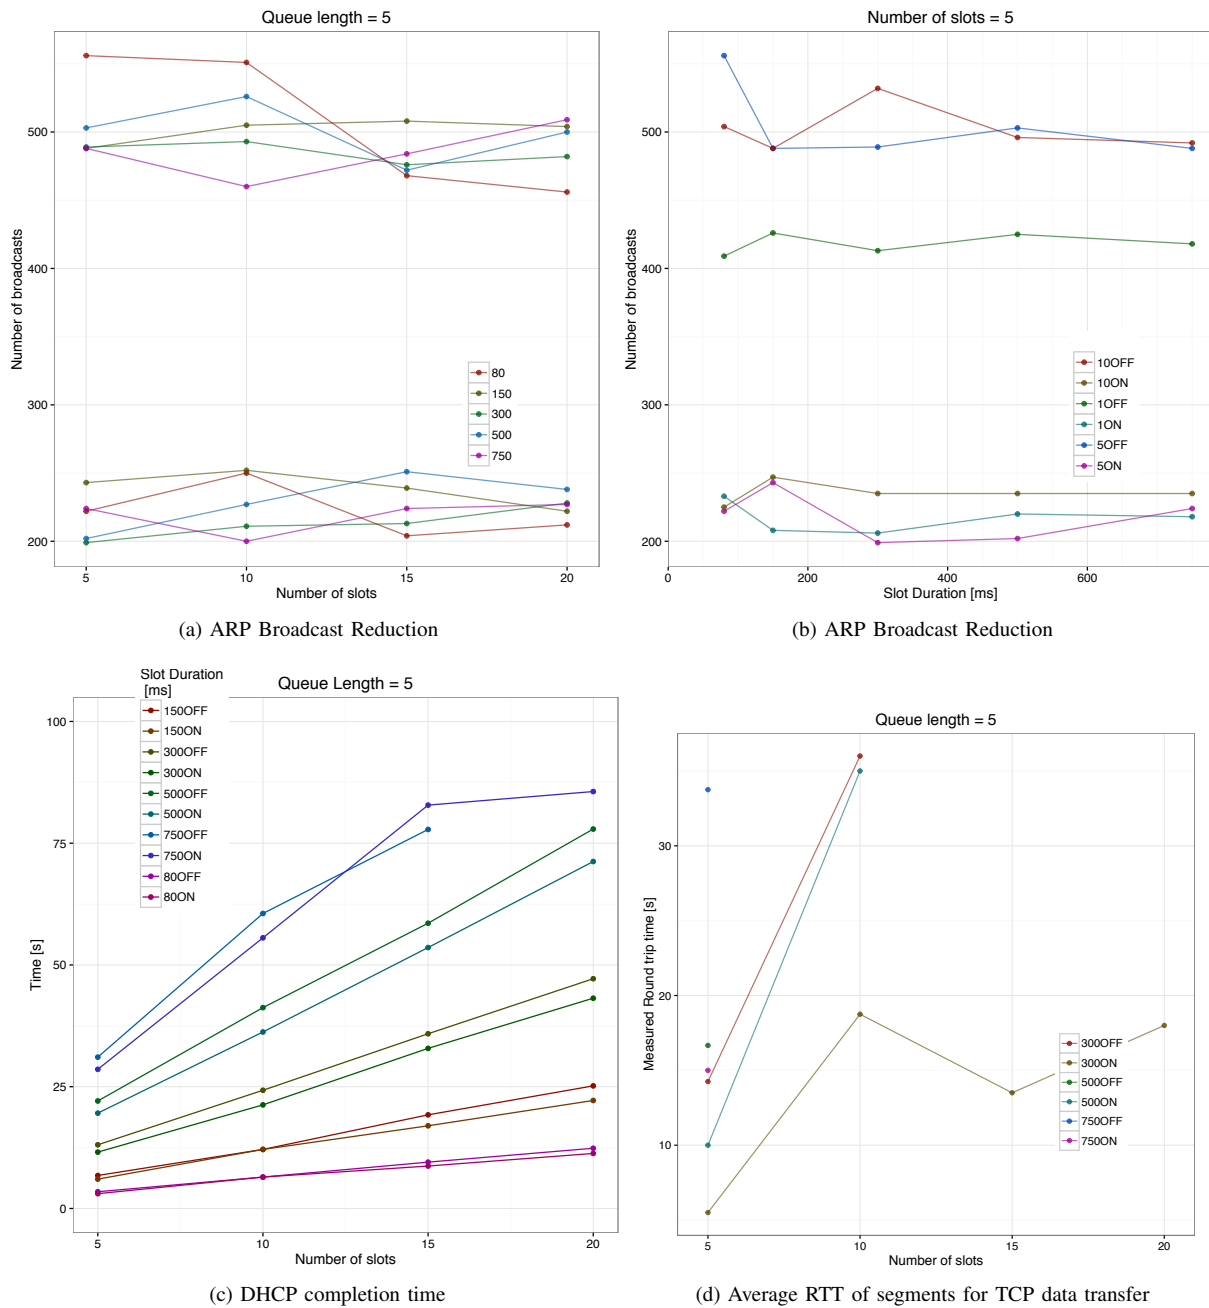 Queue length = 5
Number of broadcasts
500
400
300
200
80
150
300
500
750
5
10
15
20
Number of slots
(a) ARP Broadcast Reduction
Number of slots = 5
Number of broadcasts
500
400
300
200
10OFF
10ON
1OFF
1ON
5OFF
5ON
0
200
400
600
Slot Duration [ms]
(b) ARP Broadcast Reduction
Slot Duration
[ms]
Queue Length = 5
150OFF
150ON
300OFF
300ON
500OFF
500ON
750OFF
750ON
80OFF
80ON
Time [s]
100
75
50
25
0
5
10
15
20
Number of slots
(c) DHCP completion time
Queue length = 5
Measured Round trip time [s]
30
20
10
300OFF
300ON
500OFF
500ON
750OFF
750ON
5
10
15
20
Number of slots
(d) Average RTT of segments for TCP data transfer